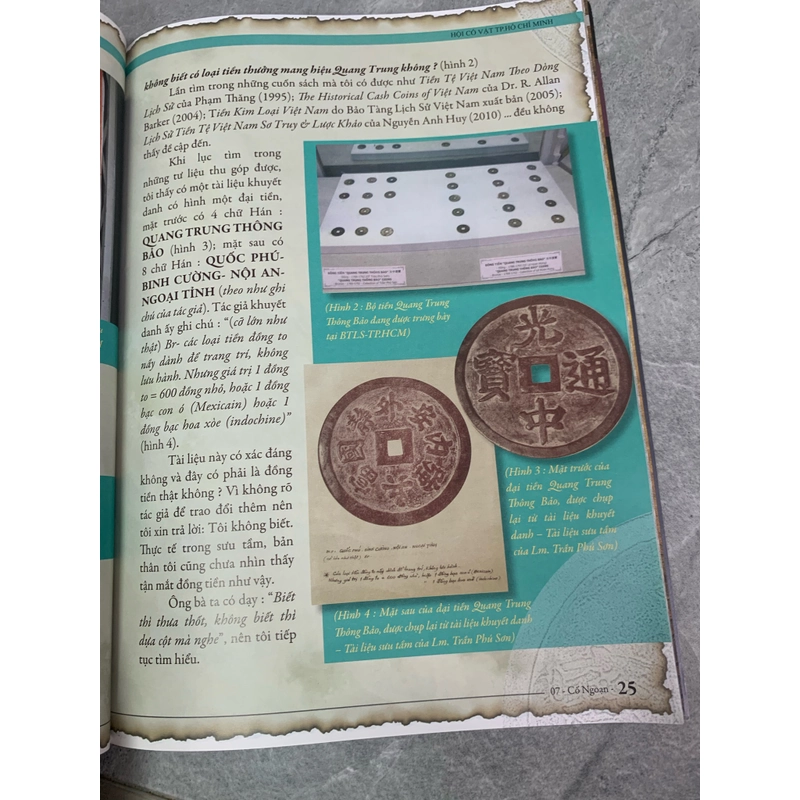 HỘI CỔ VẬT TP.HỒ CHÍ MINH
không biết có loại tiền thưởng mang hiệu Quang Trung không ? (hình 2)
Lần tìm trong những cuốn sách mà tôi có được như Tiền Tệ Việt Nam Theo Dòng
Lịch Sử của Phạm Thăng (1995); The Historical Cash Coins of Việt Nam của Dr. R. Allan
Barker (2004); Tiền Kim Loại Việt Nam do Bảo Tàng Lịch Sử Việt Nam xuất bản (2005);
Lịch Sử Tiền Tệ Việt Nam Sơ Truy & Lược Khảo của Nguyễn Anh Huy (2010) ... đều không
thấy đề cập đến.
Khi lục tìm trong
những tư liệu thu góp được,
tôi thấy có một tài liệu khuyết
danh có hình một đại tiền,
mặt trước có 4 chữ Hán :
QUANG TRUNG THÔNG
BẢO (hình 3); mặt sau có
8 chữ Hán : QUỐC PHÚ-
BINH CƯỜNG- NỘI AN-
NGOẠI TỈNH (theo như ghi
chú của tác giả). Tác giả khuyết
danh ấy ghi chú : “(cỡ lớn như
thật) Br- các loại tiền đồng to
nầy dành để trang trí, không
lưu hành. Nhưng giá trị 1 đồng
to = 600 đồng nhỏ, hoặc 1 đồng
bạc con ó (Mexicain) hoặc 1
đồng bạc hoa xòe (indochine)”
(hình 4).
Tài liệu này có xác đáng
không và đây có phải là đồng
tiền thật không ? Vì không rõ
tác giả để trao đổi thêm nên
tôi xin trả lời: Tôi không biết.
Thực tế trong sưu tầm, bản
thân tôi cũng chưa nhìn thấy
tận mắt đồng tiền như vậy.
Ông bà ta có dạy : “Biết
thì thưa thốt, không biết thì
dựa cột mà nghe”, nên tôi tiếp
tục tìm hiểu.
(Hình 2 : Bộ tiền Quang Trung
Thông Bảo đang được trưng bày
tại BTLS-TP.HCM)
光
寶 通
中
(Hình 3 : Mặt trước của
đại tiền Quang Trung
Thông Bảo, được chụp
lại từ tài liệu khuyết
danh – Tài liệu sưu tầm
của Lm. Trần Phú Sơn)
(Hình 4 : Mặt sau của đại tiền Quang Trung
Thông Bảo, được chụp lại từ tài liệu khuyết danh
– Tài liệu sưu tầm của Lm. Trần Phú Sơn)
07 - Cổ Ngoạn - 25